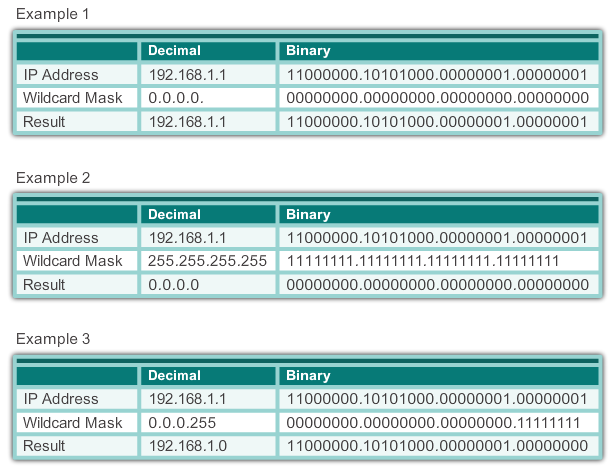 Example 1
Decimal Binary
IP Address 192.168.1.1 11000000.10101000.00000001.00000001
Wildcard Mask 0.0.0.0. 00000000.00000000.00000000.00000000
Result 192.168.1.1 11000000.10101000.00000001.00000001
Example 2
Decimal Binary
IP Address 192.168.1.1 11000000.10101000.00000001.00000001
Wildcard Mask 255.255.255.255 11111111.11111111.11111111.11111111
Result 0.0.0.0 00000000.00000000.00000000.00000000
Example 3
Decimal Binary
IP Address 192.168.1.1 11000000.10101000.00000001.00000001
Wildcard Mask 0.0.0.255 00000000.00000000.00000000.11111111
Result 192.168.1.0 11000000.10101000.00000001.00000000